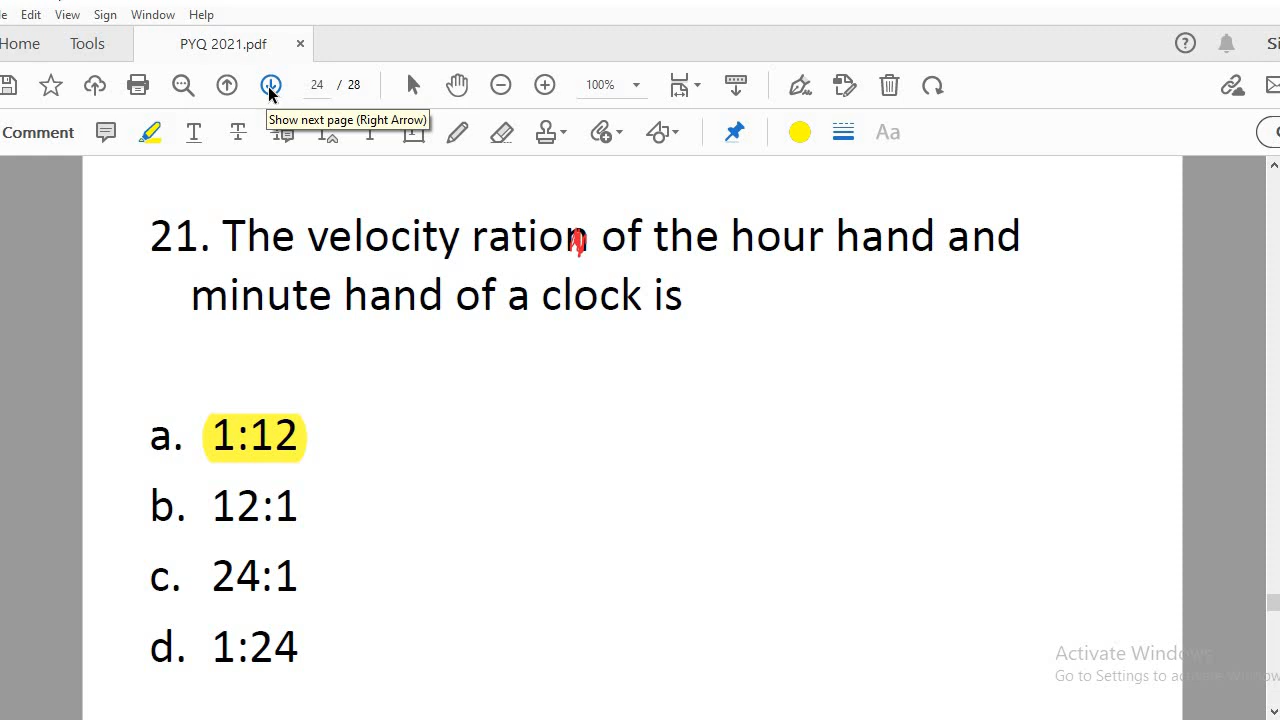 Edit View Sign Window Help
Home Tools PYQ 2021.pdf ×
24 / 28 100%
Show next page (Right Arrow)
Comment T T T Aa
21. The velocity ration of the hour hand and
minute hand of a clock is
a. 1:12
b. 12:1
c. 24:1
d. 1:24
Activate Windows
Go to Settings to activate Window